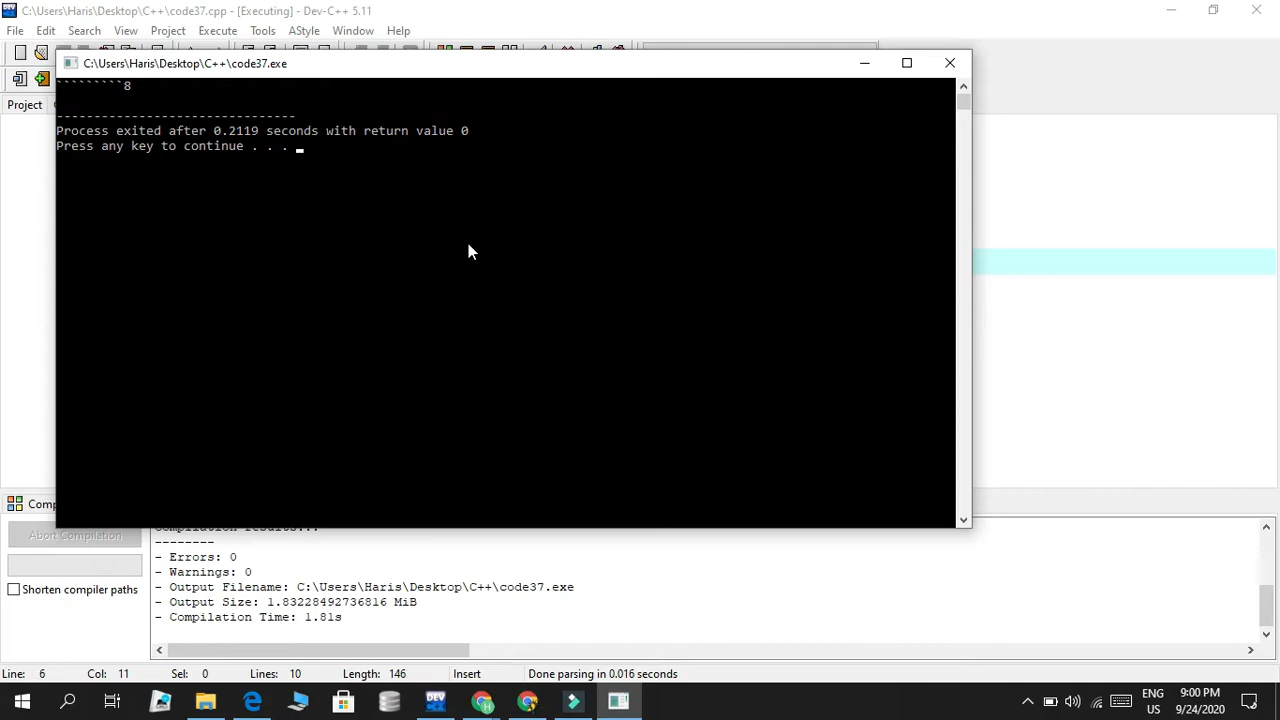 C:\Users\Haris\Desktop\C++\code37.cpp - [Executing] - Dev-C++ 5.11
File Edit Search View Project Execute Tools AStyle Window Help
C:\Users\Haris\Desktop\C++\code37.exe
`````````8
Project
--------------------------------
Process exited after 0.2119 seconds with return value 0
Press any key to continue . . .
Comp
Abort Compilation
Shorten compiler paths
Compilation results...
--------
- Errors: 0
- Warnings: 0
- Output Filename: C:\Users\Haris\Desktop\C++\code37.exe
- Output Size: 1.83228492736816 MiB
- Compilation Time: 1.81s
Line: 6 Col: 11 Sel: 0 Lines: 10 Length: 146 Insert Done parsing in 0.016 seconds
DEV
ENG
US
9:00 PM
9/24/2020